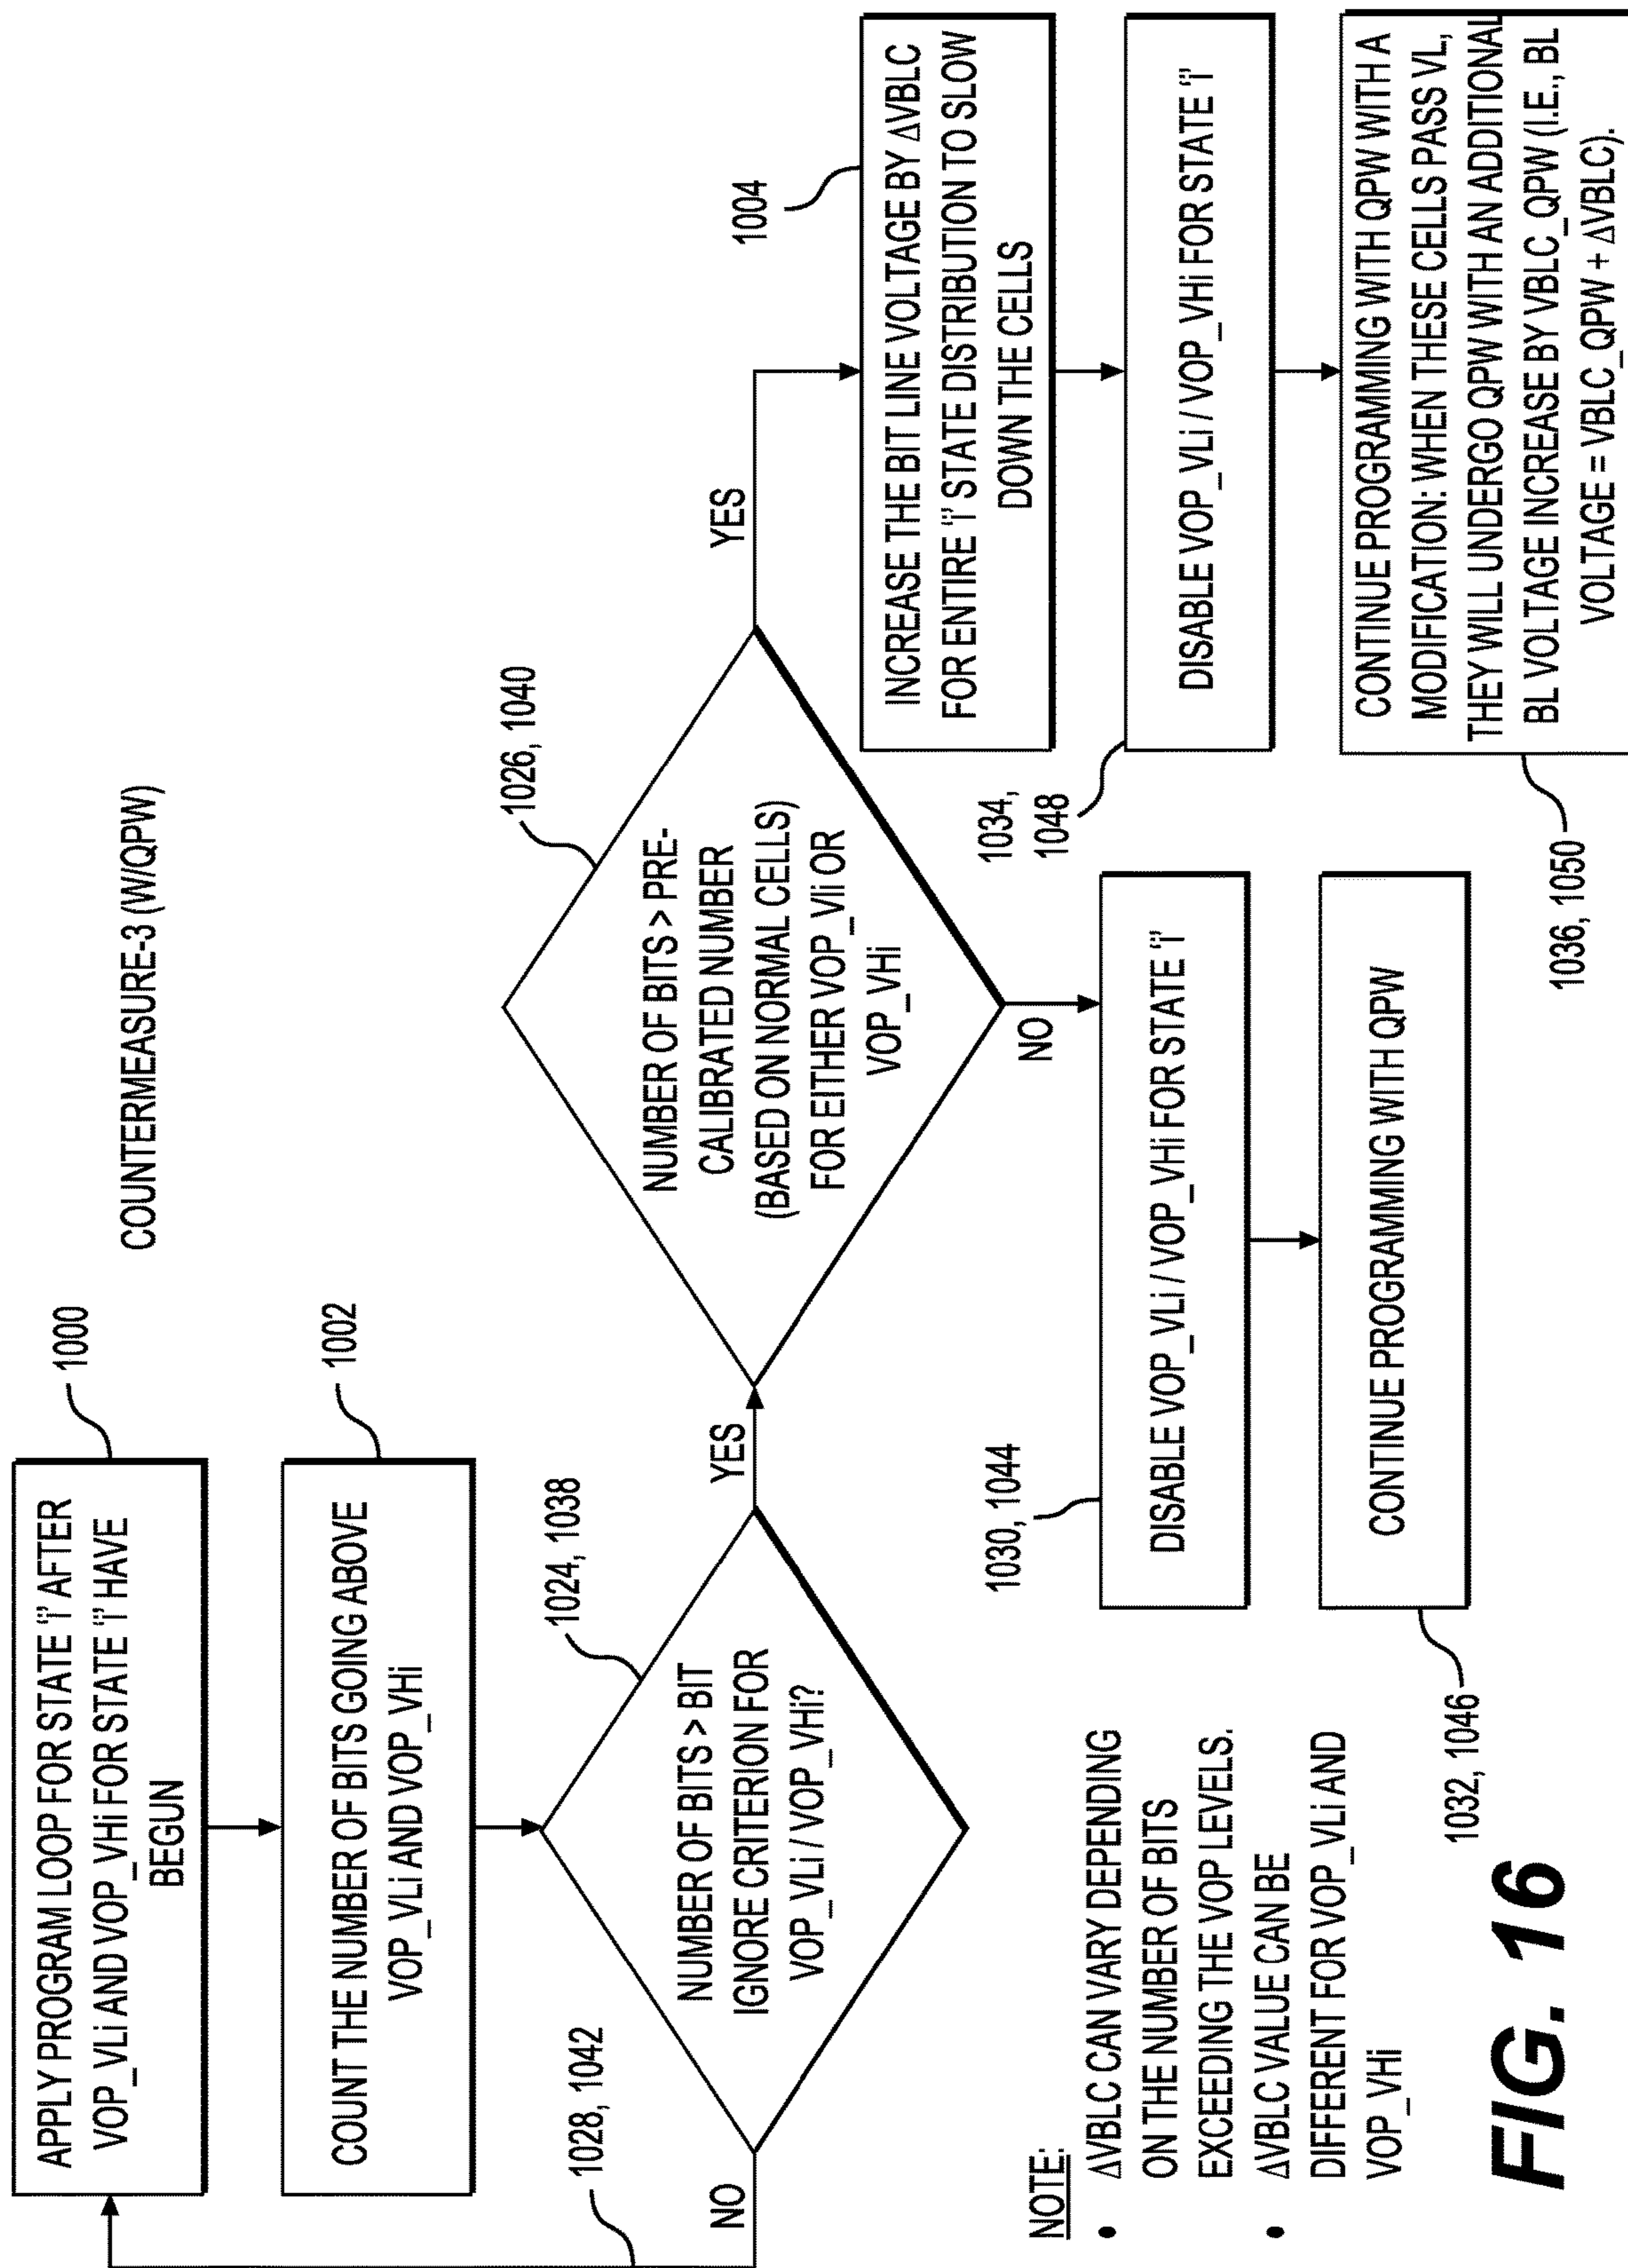 COUNTERMEASURE-3 (W/QPW)
1000
APPLY PROGRAM LOOP FOR STATE "i" AFTER
VOP_VLi AND VOP_VHi FOR STATE "i" HAVE
BEGUN
1002
COUNT THE NUMBER OF BITS GOING ABOVE
VOP_VLi AND VOP_VHi
1024, 1038
NUMBER OF BITS > BIT
IGNORE CRITERION FOR
VOP_VLi / VOP_VHi?
NO
1028, 1042
YES
1026, 1040
NUMBER OF BITS > PRE-
CALIBRATED NUMBER
(BASED ON NORMAL CELLS)
FOR EITHER VOP_Vli OR
VOP_VHi
YES
1004
INCREASE THE BIT LINE VOLTAGE BY ΔVBLC
FOR ENTIRE "i" STATE DISTRIBUTION TO SLOW
DOWN THE CELLS
1034,
1048
DISABLE VOP_VLi / VOP_VHi FOR STATE "i"
CONTINUE PROGRAMMING WITH QPW WITH A
MODIFICATION: WHEN THESE CELLS PASS VL,
THEY WILL UNDERGO QPW WITH AN ADDITIONAL
BL VOLTAGE INCREASE BY VBLC_QPW (I.E., BL
VOLTAGE = VBLC_QPW + ΔVBLC).
1036, 1050
NO
1030, 1044
DISABLE VOP_VLi / VOP_VHi FOR STATE "i"
CONTINUE PROGRAMMING WITH QPW
1032, 1046
NOTE:
• ΔVBLC CAN VARY DEPENDING
ON THE NUMBER OF BITS
EXCEEDING THE VOP LEVELS.
• ΔVBLC VALUE CAN BE
DIFFERENT FOR VOP_VLi AND
VOP_VHi
FIG. 16